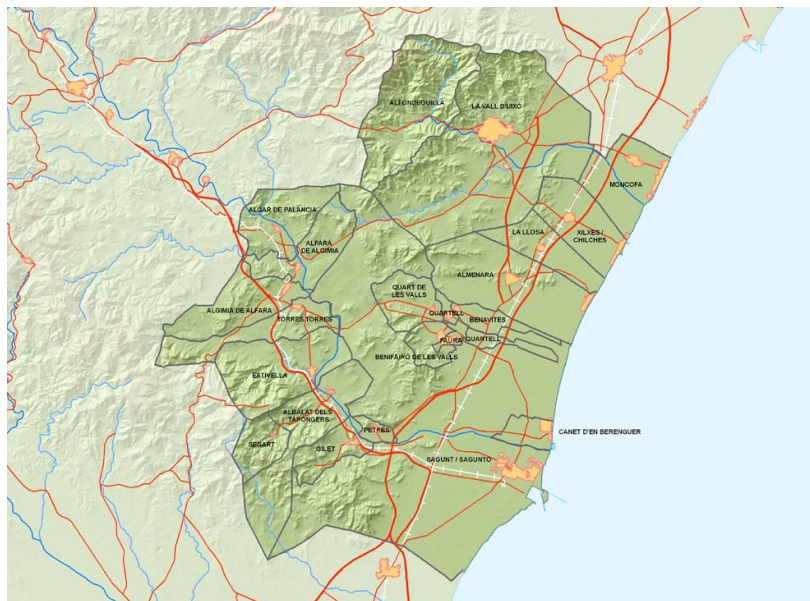 ALFONDEGUILLA
LA VALL D'UIXÓ
MONCOFA
ALGAR DE PALÀNCIA
LA LLOSA
XILXES /
CHILCHES
ALFARA
DE ALGIMIA
ALMENARA
QUART DE
LES VALLS
ALGIMIA DE ALFARA
TORRES TORRES
QUARTELL
BENAVITES
FAURA
QUARTELL
BENIFAIRÓ DE LES VALLS
ESTIVELLA
ALBALAT DELS
TARONGERS
PETRÉS
CANET D'EN BERENGUER
SEGART
GILET
SAGUNT / SAGUNTO